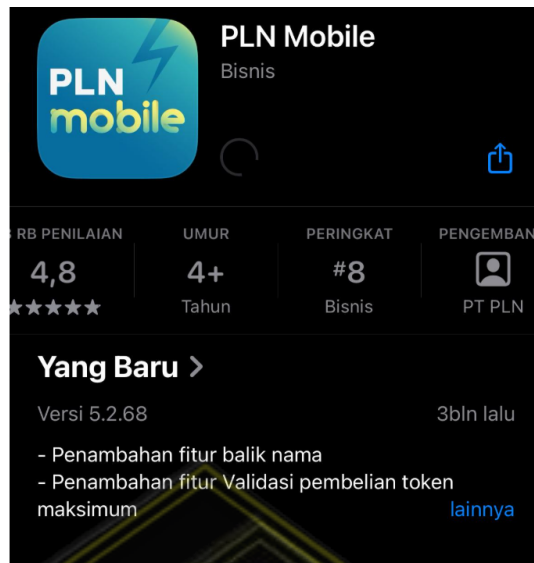 PLN
mobile
PLN Mobile
Bisnis
RB PENILAIAN
UMUR
PERINGKAT
PENGEMBAN
4,8
4+
#8
★★★★★
Tahun
Bisnis
PT PLN
Yang Baru >
Versi 5.2.68
3bln lalu
- Penambahan fitur balik nama
- Penambahan fitur Validasi pembelian token
maksimum
lainnya